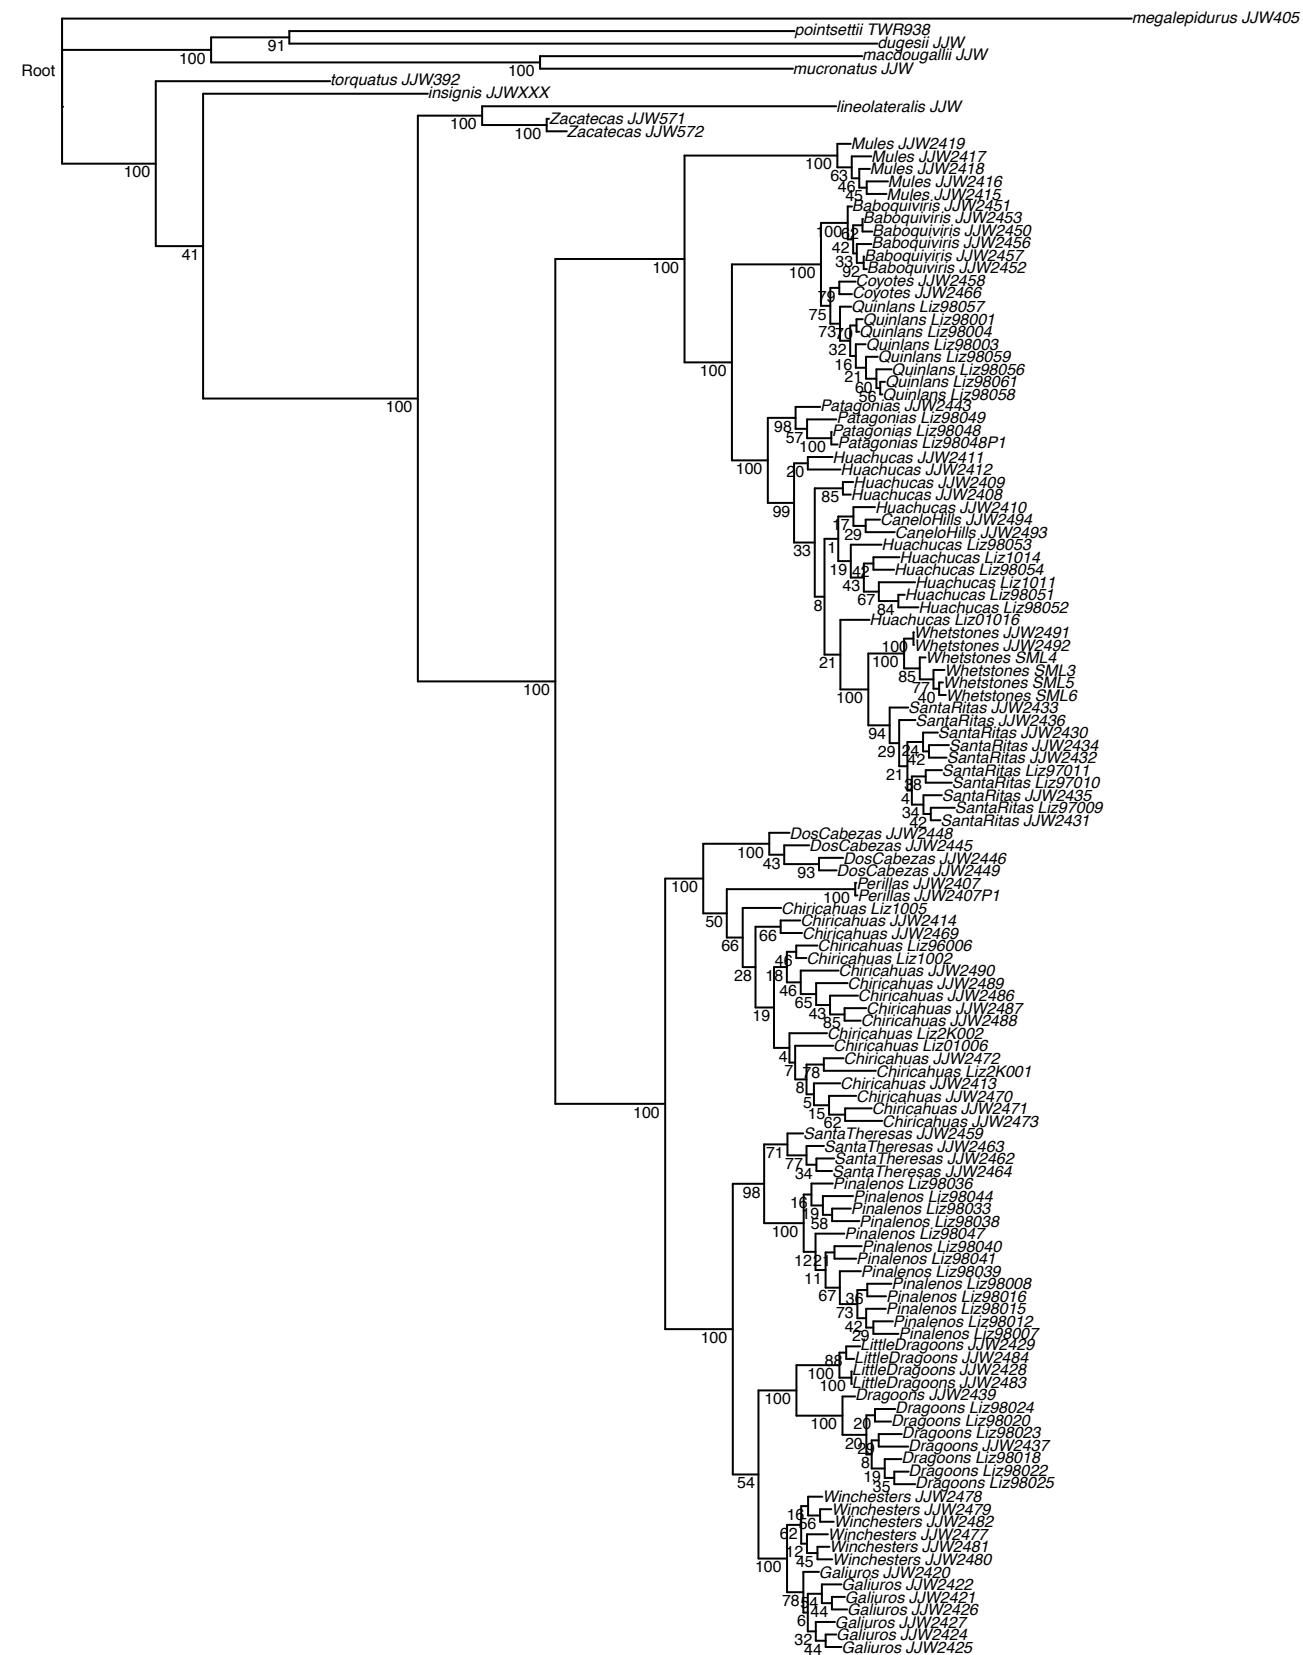 megalepidurus JJW405
pointsettii TWR938
91
dugesii JJW
100
macdougallii JJW
Root
100
mucronatus JJW
torquatus JJW392
insignis JJWXXX
lineolateralis JJW
100
Zacatecas JJW571
100
Zacatecas JJW572
Mules JJW2419
100
Mules JJW2417
100
63
Mules JJW2418
46
Mules JJW2416
45
Mules JJW2415
Baboquiviris JJW2451
Baboquiviris JJW2453
100
62
Baboquiviris JJW2450
42
Baboquiviris JJW2456
41
33
Baboquiviris JJW2457
100
100
92
Baboquiviris JJW2452
Coyotes JJW2458
79
Coyotes JJW2466
75
Quinlans Liz98057
Quinlans Liz98001
73
70
Quinlans Liz98004
32
Quinlans Liz98003
16
Quinlans Liz98059
100
21
Quinlans Liz98056
60
Quinlans Liz98061
56
Quinlans Liz98058
100
Patagonias JJW2443
98
Patagonias Liz98049
57
Patagonias Liz98048
100
Patagonias Liz98048P1
Huachucas JJW2411
100
20
Huachucas JJW2412
Huachucas JJW2409
85
Huachucas JJW2408
99
Huachucas JJW2410
17
CaneloHills JJW2494
29
CaneloHills JJW2493
33
1
Huachucas Liz98053
Huachucas Liz1014
19
42
Huachucas Liz98054
43
Huachucas Liz1011
67
Huachucas Liz98051
8
84
Huachucas Liz98052
Huachucas Liz01016
Whetstones JJW2491
100
Whetstones JJW2492
21
100
Whetstones SML4
85
Whetstones SML3
77
Whetstones SML5
100
100
40
Whetstones SML6
SantaRitas JJW2433
SantaRitas JJW2436
94
SantaRitas JJW2430
29
24
SantaRitas JJW2434
42
SantaRitas JJW2432
21
SantaRitas Liz97011
38
SantaRitas Liz97010
4
SantaRitas JJW2435
34
SantaRitas Liz97009
42
SantaRitas JJW2431
DosCabezas JJW2448
100
DosCabezas JJW2445
43
DosCabezas JJW2446
93
DosCabezas JJW2449
100
Perillas JJW2407
100
Perillas JJW2407P1
50
Chiricahuas Liz1005
Chiricahuas JJW2414
66
66
Chiricahuas JJW2469
Chiricahuas Liz96006
46
Chiricahuas Liz1002
28
18
Chiricahuas JJW2490
46
Chiricahuas JJW2489
65
Chiricahuas JJW2486
19
43
Chiricahuas JJW2487
85
Chiricahuas JJW2488
Chiricahuas Liz2K002
4
Chiricahuas Liz01006
7
Chiricahuas JJW2472
78
Chiricahuas Liz2K001
8
Chiricahuas JJW2413
5
Chiricahuas JJW2470
100
15
Chiricahuas JJW2471
62
Chiricahuas JJW2473
SantaTheresas JJW2459
71
SantaTheresas JJW2463
77
SantaTheresas JJW2462
34
SantaTheresas JJW2464
98
Pinalenos Liz98036
16
Pinalenos Liz98044
19
Pinalenos Liz98033
58
Pinalenos Liz98038
100
Pinalenos Liz98047
Pinalenos Liz98040
12
21
Pinalenos Liz98041
11
Pinalenos Liz98039
67
Pinalenos Liz98008
36
Pinalenos Liz98016
73
Pinalenos Liz98015
42
Pinalenos Liz98012
100
29
Pinalenos Liz98007
LittleDragoons JJW2429
88
LittleDragoons JJW2484
100
LittleDragoons JJW2428
100
LittleDragoons JJW2483
100
Dragoons JJW2439
Dragoons Liz98024
100
20
Dragoons Liz98020
Dragoons Liz98023
20
29
Dragoons JJW2437
8
Dragoons Liz98018
19
Dragoons Liz98022
54
35
Dragoons Liz98025
Winchesters JJW2478
16
Winchesters JJW2479
56
Winchesters JJW2482
62
Winchesters JJW2477
12
Winchesters JJW2481
100
45
Winchesters JJW2480
Galiuros JJW2420
Galiuros JJW2422
78
54
Galiuros JJW2421
44
Galiuros JJW2426
6
Galiuros JJW2427
32
Galiuros JJW2424
44
Galiuros JJW2425